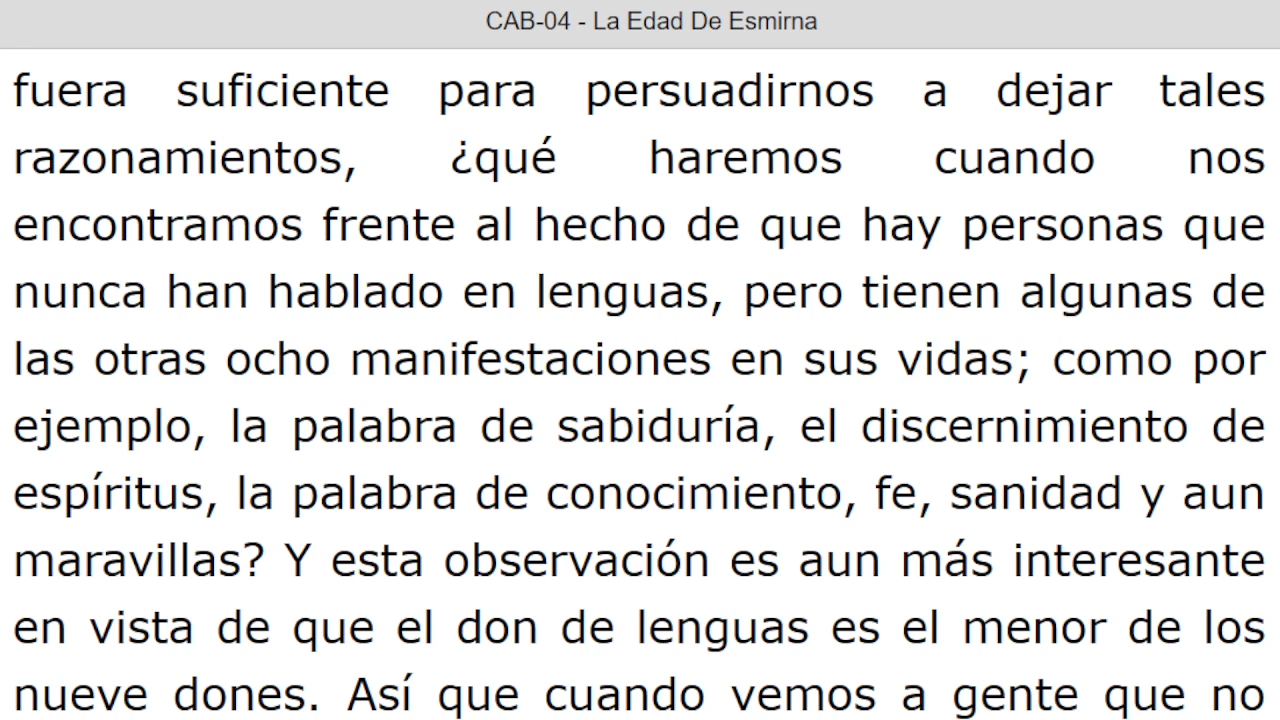 CAB-04 - La Edad De Esmirna
fuera suficiente para persuadirnos a dejar tales
razonamientos, ¿qué haremos cuando nos
encontramos frente al hecho de que hay personas que
nunca han hablado en lenguas, pero tienen algunas de
las otras ocho manifestaciones en sus vidas; como por
ejemplo, la palabra de sabiduría, el discernimiento de
espíritus, la palabra de conocimiento, fe, sanidad y aun
maravillas? Y esta observación es aun más interesante
en vista de que el don de lenguas es el menor de los
nueve dones. Así que cuando vemos a gente que no